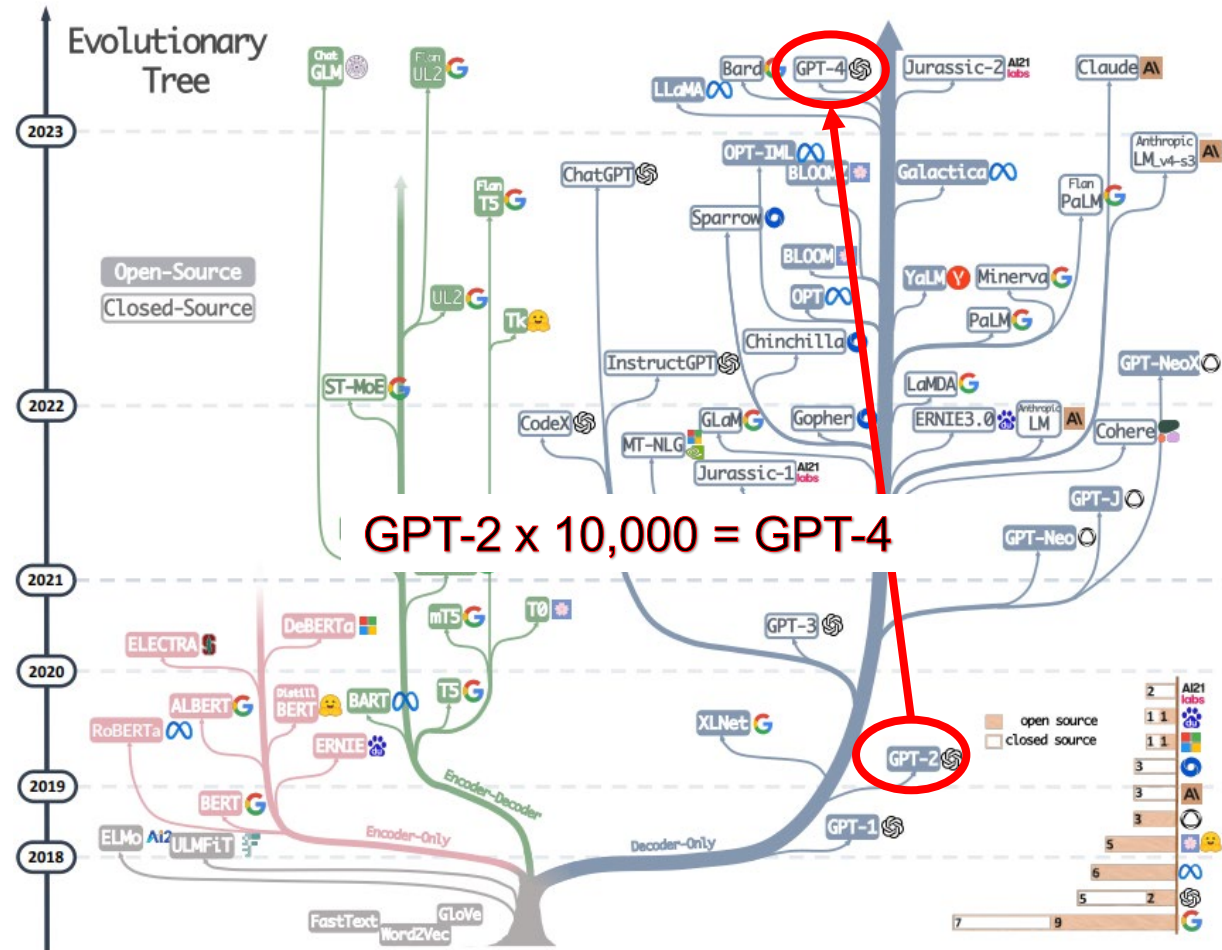 Evolutionary
Tree
Chat
GLM
Flan
UL2
Bard
GPT-4
Jurassic-2
AI21
labs
Claude
A\
LLaMA
2023
OPT-IML
Anthropic
LM_v4-s3
A\
ChatGPT
BLOOMZ
Galactica
Flan
T5
Flan
PaLM
Sparrow
Open-Source
BLOOM
YaLM
Minerva
Closed-Source
UL2
OPT
Tk
PaLM
Chinchilla
InstructGPT
GPT-NeoX
ST-MoE
LaMDA
2022
CodeX
GLaM
Gopher
ERNIE3.0
Anthropic
LM
A\
Cohere
MT-NLG
Jurassic-1
AI21
labs
GPT-J
GPT-2 x 10,000 = GPT-4
GPT-Neo
2021
mT5
T0
DeBERTa
GPT-3
ELECTRA
2020
ALBERT
Distill
BERT
BART
T5
2
AI21
labs
RoBERTa
XLNet
open source
1 1
du
ERNIE
du
closed source
1 1
GPT-2
3
Encoder-Decoder
2019
3
A\
BERT
GPT-1
3
ELMo
Ai2
ULMFiT
Encoder-Only
Decoder-Only
5
2018
6
5
2
FastText
GloVe
Word2Vec
7
9